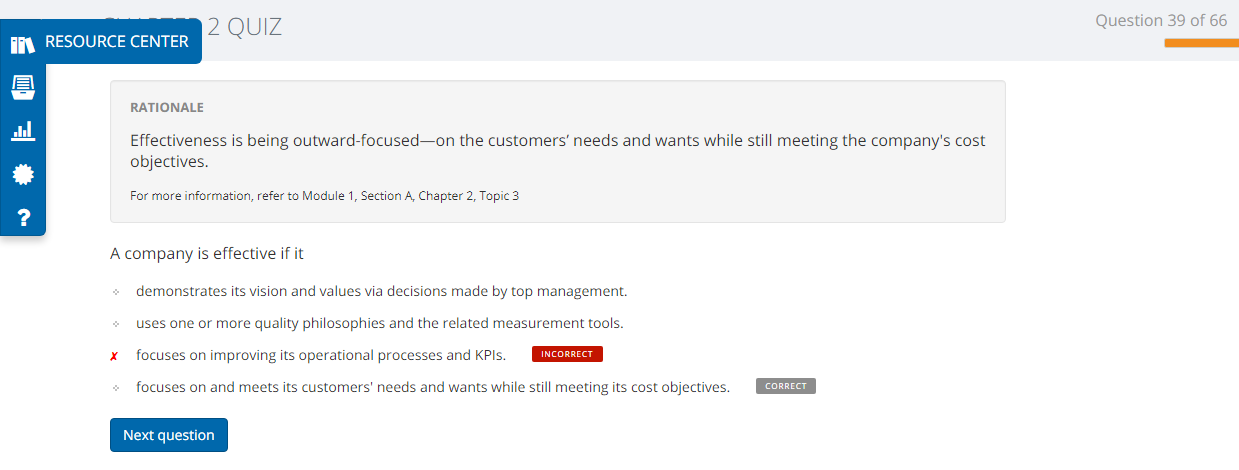 2 QUIZ
Question 39 of 66
RESOURCE CENTER
RATIONALE
Effectiveness is being outward-focused—on the customers’ needs and wants while still meeting the company's cost
objectives.
For more information, refer to Module 1, Section A, Chapter 2, Topic 3
A company is effective if it
demonstrates its vision and values via decisions made by top management.
uses one or more quality philosophies and the related measurement tools.
✗ focuses on improving its operational processes and KPIs. INCORRECT
focuses on and meets its customers' needs and wants while still meeting its cost objectives. CORRECT
Next question
?